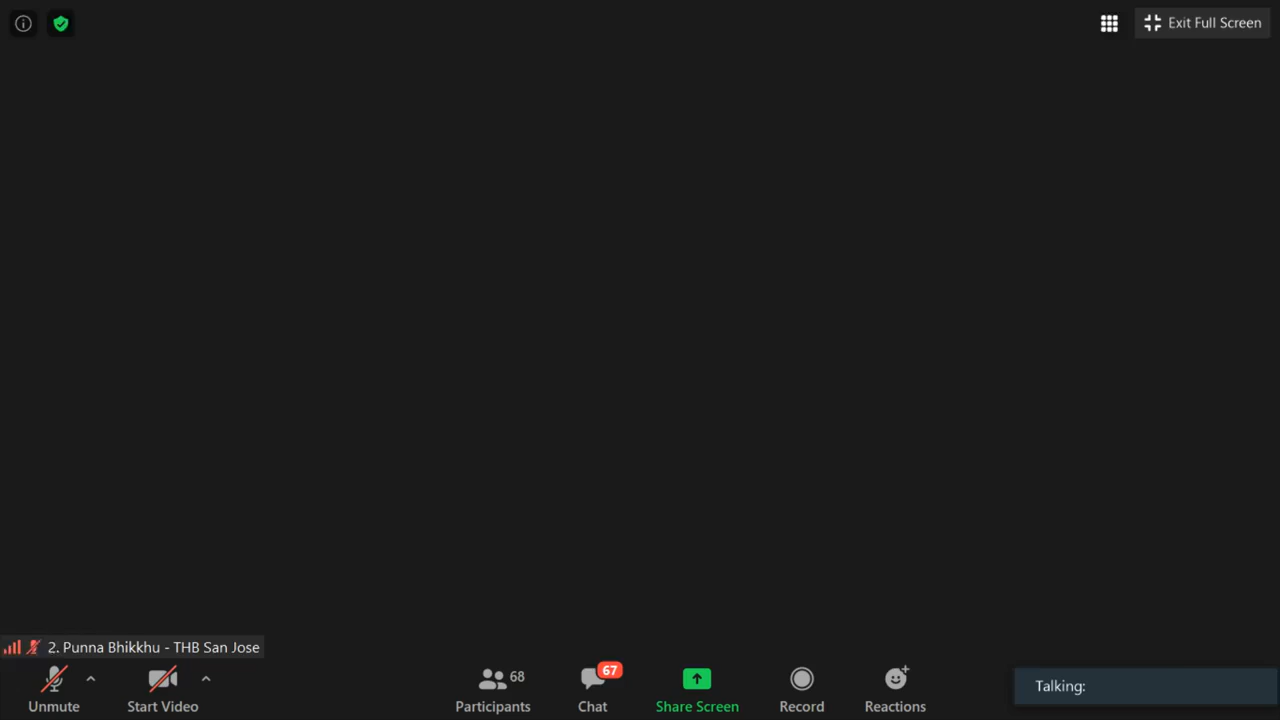 Exit Full Screen
2. Punna Bhikkhu - THB San Jose
Unmute
Start Video
68
Participants
67
Chat
Share Screen
Record
Reactions
Talking: